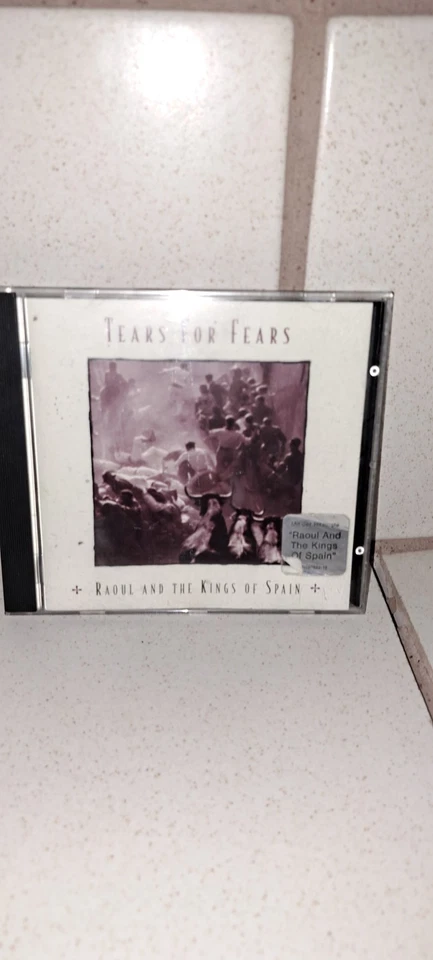 TEARS FOR FEARS
"Raoul And
The Kings
Of Spain"
RAOUL AND THE KINGS OF SPAIN